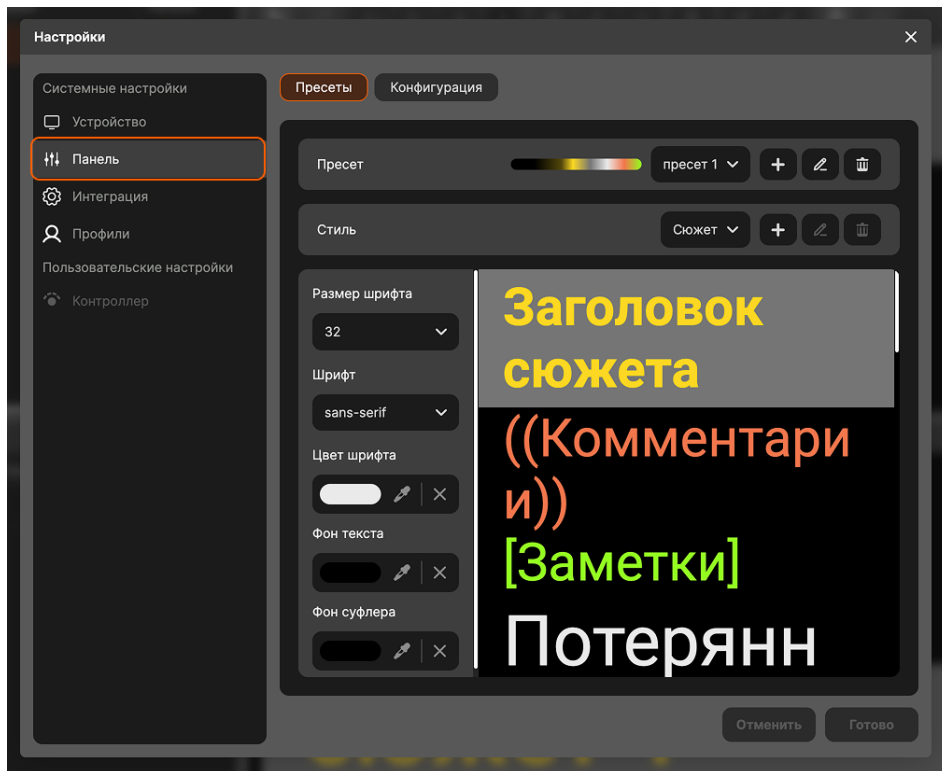 Настройки
Системные настройки
Устройство
Панель
Интеграция
Профили
Пользовательские настройки
Контроллер
Пресеты
Конфигурация
Пресет
пресет 1
Стиль
Сюжет
Размер шрифта
32
Шрифт
sans-serif
Цвет шрифта
Фон текста
Фон суфлера
Заголовок
сюжета
((Комментари
и))
[Заметки]
Потерянн
Отменить
Готово